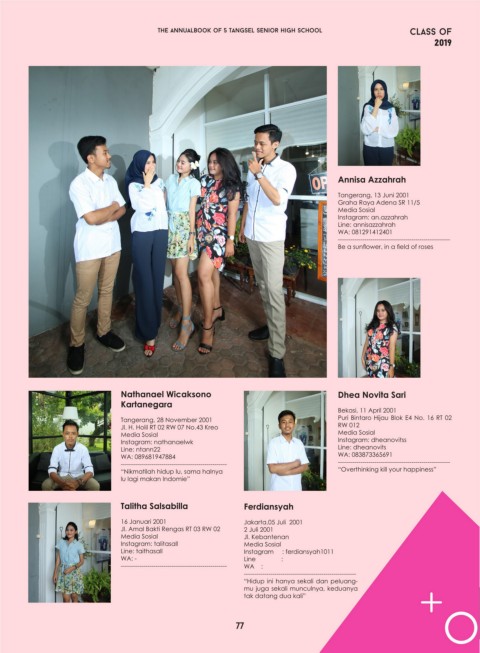 THE ANNUALBOOK OF 5 TANGSEL SENIOR HIGH SCHOOL
CLASS OF
2019
Annisa Azzahrah
Tangerang, 13 Juni 2001
Graha Raya Adena SR 11/5
Media Sosial
Instagram: an.azzahrah
Line: annisazzahrah
WA: 081291412401
Be a sunflower, in a field of roses
Dhea Novita Sari
Bekasi, 11 April 2001
Puri Bintaro Hijau Blok E4 No. 16 RT 02
RW 012
Media Sosial
Instagram: dheanovitss
Line: dheanovits
WA: 083873365691
"Overthinking kill your happiness"
Nathanael Wicaksono
Kartanegara
Tangerang, 28 November 2001
Jl. H. Holil RT 02 RW 07 No.43 Kreo
Media Sosial
Instagram: nathanaelwk
Line: ntann22
WA: 089681947884
"Nikmatilah hidup lu, sama halnya
lu lagi makan Indomie"
Talitha Salsabilla
16 Januari 2001
Jl. Amal Bakti Rengas RT 03 RW 02
Media Sosial
Instagram: talitasall
Line: talthasall
WA: -
Ferdiansyah
Jakarta,05 Juli 2001
2 Juli 2001
Jl. Kebantenan
Media Sosial
Instagram : ferdiansyah1011
Line :
WA :
"Hidup ini hanya sekali dan peluang-
mu juga sekali munculnya, keduanya
tak datang dua kali"
77